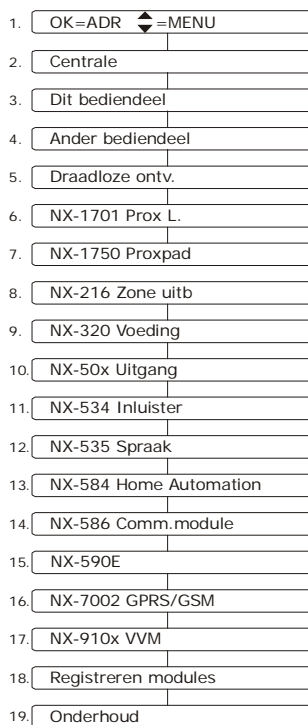 1. OK=ADR =MENU
2. Centrale
3. Dit bediendeel
4. Ander bediendeel
5. Draadloze ontv.
6. NX-1701 Prox L.
7. NX-1750 Proxpad
8. NX-216 Zone uitb
9. NX-320 Voeding
10. NX-50x Uitgang
11. NX-534 Inluister
12. NX-535 Spraak
13. NX-584 Home Automation
14. NX-586 Comm.module
15. NX-590E
16. NX-7002 GPRS/GSM
17. NX-910x VVM
18. Registreren modules
19. Onderhoud